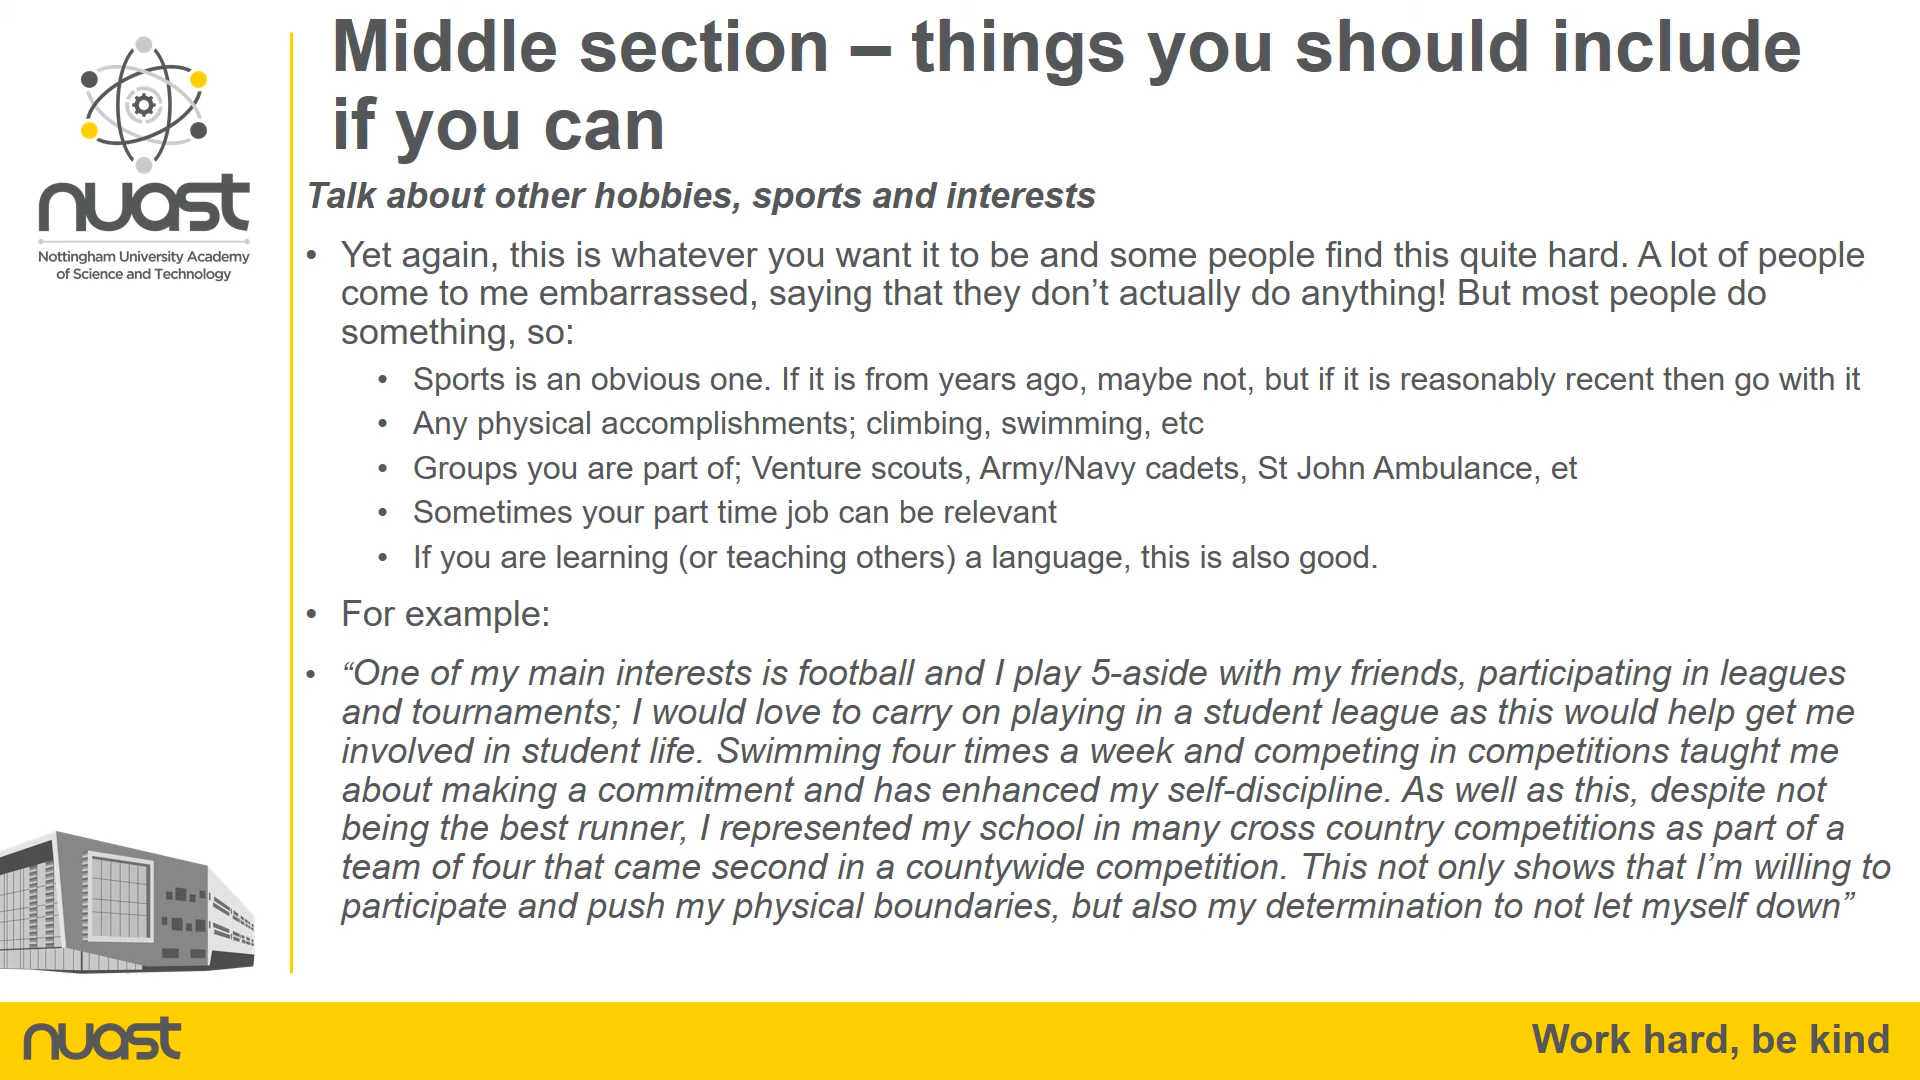 Middle section – things you should include
if you can
nuast
Nottingham University Academy
of Science and Technology
Talk about other hobbies, sports and interests
• Yet again, this is whatever you want it to be and some people find this quite hard. A lot of people
come to me embarrassed, saying that they don’t actually do anything! But most people do
something, so:
• Sports is an obvious one. If it is from years ago, maybe not, but if it is reasonably recent then go with it
• Any physical accomplishments; climbing, swimming, etc
• Groups you are part of; Venture scouts, Army/Navy cadets, St John Ambulance, et
• Sometimes your part time job can be relevant
• If you are learning (or teaching others) a language, this is also good.
• For example:
• “One of my main interests is football and I play 5-aside with my friends, participating in leagues
and tournaments; I would love to carry on playing in a student league as this would help get me
involved in student life. Swimming four times a week and competing in competitions taught me
about making a commitment and has enhanced my self-discipline. As well as this, despite not
being the best runner, I represented my school in many cross country competitions as part of a
team of four that came second in a countywide competition. This not only shows that I’m willing to
participate and push my physical boundaries, but also my determination to not let myself down”
nuast
Work hard, be kind